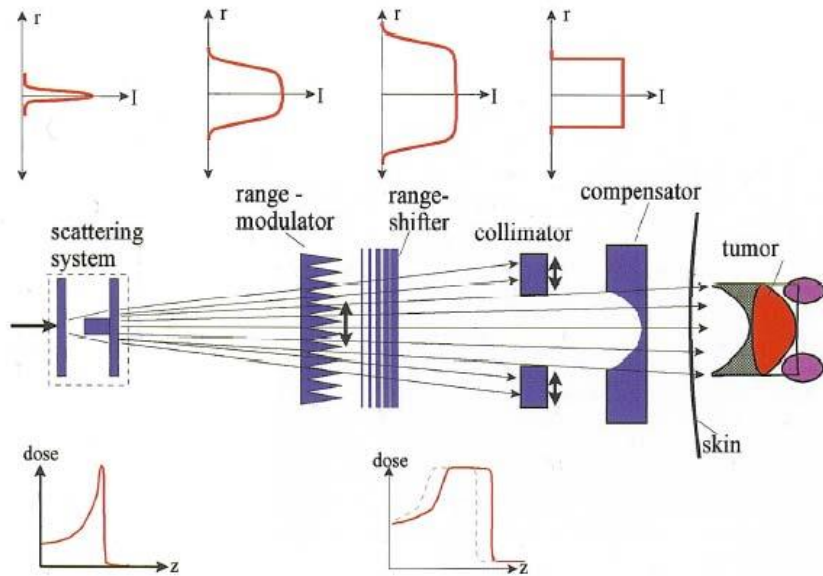 r
r
r
r
I
I
I
I
range -
modulator
range-
shifter
compensator
scattering
system
collimator
tumor
skin
dose
z
dose
z